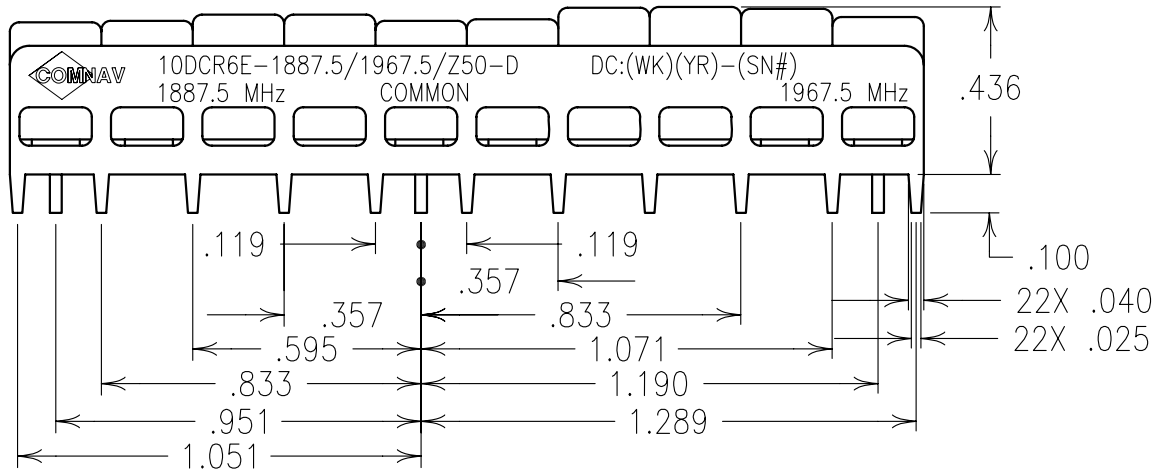 COMNAV
10DCR6E-1887.5/1967.5/Z50-D DC:(WK)(YR)-(SN#)
1887.5 MHz COMMON 1967.5 MHz
.436
.119 .119
.100
.357
22X .040
.357 .833
22X .025
.595 1.071
.833 1.190
.951 1.289
1.051